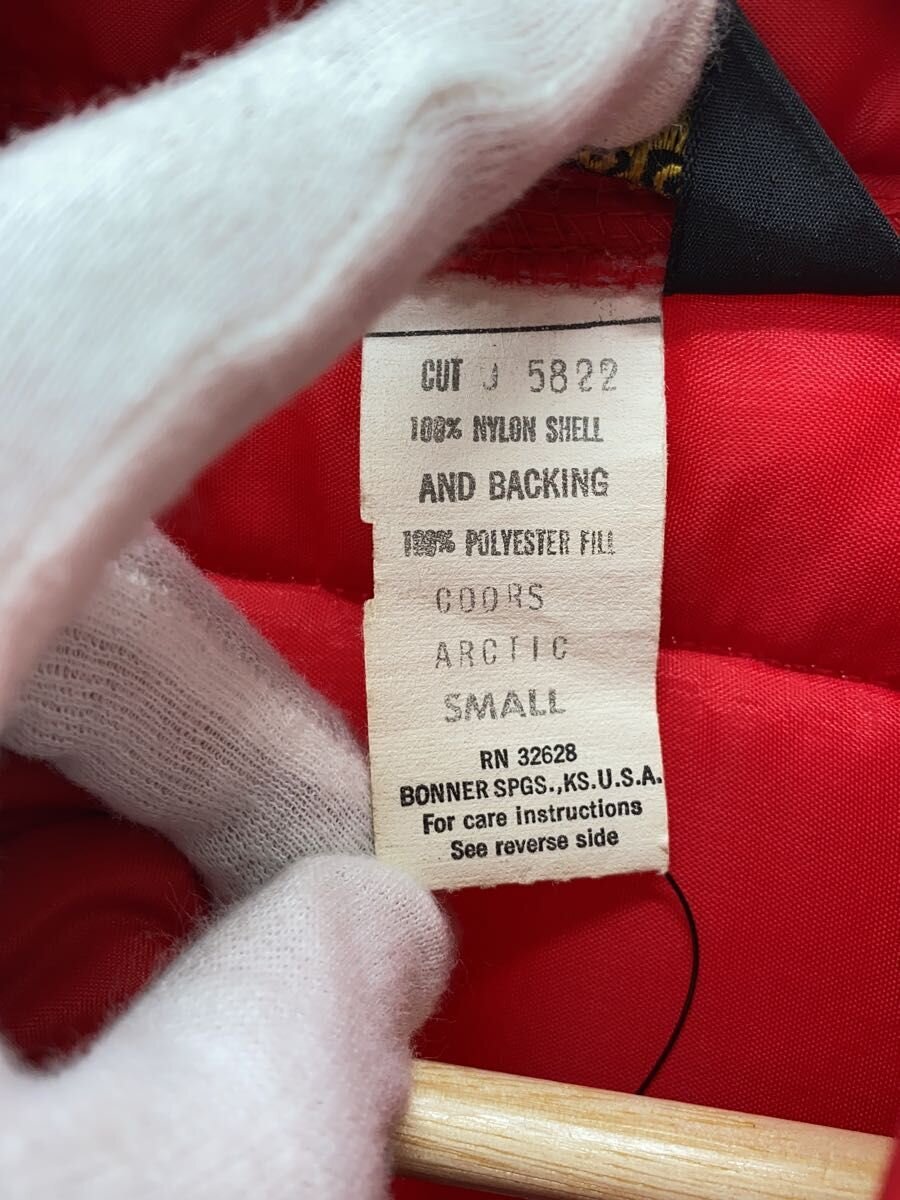 CUT J 5822
100% NYLON SHELL
AND BACKING
100% POLYESTER FILL
COORS
ARCTIC
SMALL
RN 32628
BONNER SPGS.,KS.U.S.A.
For care instructions
See reverse side